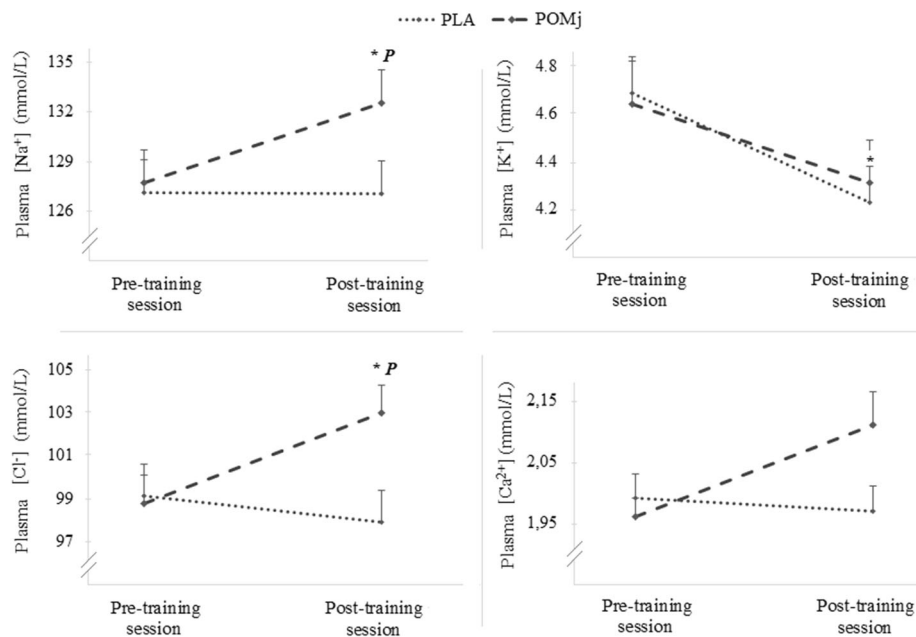 PLA POMj
Plasma [Na⁺] (mmol/L)
135
132
129
126
* P
Pre-training
session
Post-training
session
Plasma [K⁺] (mmol/L)
4.8
4.6
4.4
4.2
*
Pre-training
session
Post-training
session
Plasma [Cl⁻] (mmol/L)
105
103
101
99
97
* P
Pre-training
session
Post-training
session
Plasma [Ca²⁺] (mmol/L)
2,15
2,05
1,95
Pre-training
session
Post-training
session